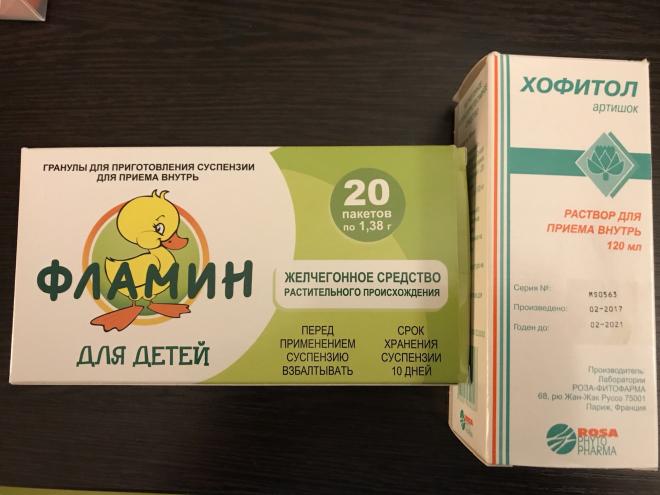 ГРАНУЛЫ ДЛЯ ПРИГОТОВЛЕНИЯ СУСПЕНЗИИ
ДЛЯ ПРИЕМА ВНУТРЬ
20
пакетов
по 1,38 г
ФЛАМИН
ДЛЯ ДЕТЕЙ
ЖЕЛЧЕГОННОЕ СРЕДСТВО
РАСТИТЕЛЬНОГО ПРОИСХОЖДЕНИЯ
ПЕРЕД
ПРИМЕНЕНИЕМ
СУСПЕНЗИЮ
ВЗБАЛТЫВАТЬ
СРОК
ХРАНЕНИЯ
СУСПЕНЗИИ
10 ДНЕЙ
ХОФИТОЛ
артишок
РАСТВОР ДЛЯ
ПРИЕМА ВНУТРЬ
120 мл
Серия №: MS0563
Произведено: 02-2017
Годен до: 02-2021
Производитель:
Лаборатории
РОЗА-ФИТОФАРМА
68, рю Жан-Жак Руссо 75001
Париж, Франция
ROSA
PHYTO
PHARMA